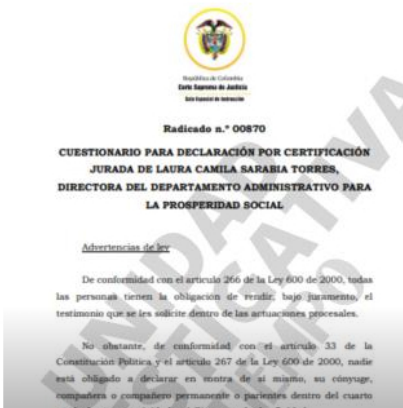 República de Colombia
Corte Suprema de Justicia
Sala Especial de Instrucción
Radicado n.° 00870
CUESTIONARIO PARA DECLARACIÓN POR CERTIFICACIÓN
JURADA DE LAURA CAMILA SARABIA TORRES,
DIRECTORA DEL DEPARTAMENTO ADMINISTRATIVO PARA
LA PROSPERIDAD SOCIAL
Advertencias de ley
De conformidad con el artículo 266 de la Ley 600 de 2000, todas
las personas tienen la obligación de rendir, bajo juramento, el
testimonio que se les solicite dentro de las actuaciones procesales.
No obstante, de conformidad con el artículo 33 de la
Constitución Política y el artículo 267 de la Ley 600 de 2000, nadie
está obligado a declarar en contra de sí mismo, su cónyuge,
compañera o compañero permanente o parientes dentro del cuarto
UNIDAD